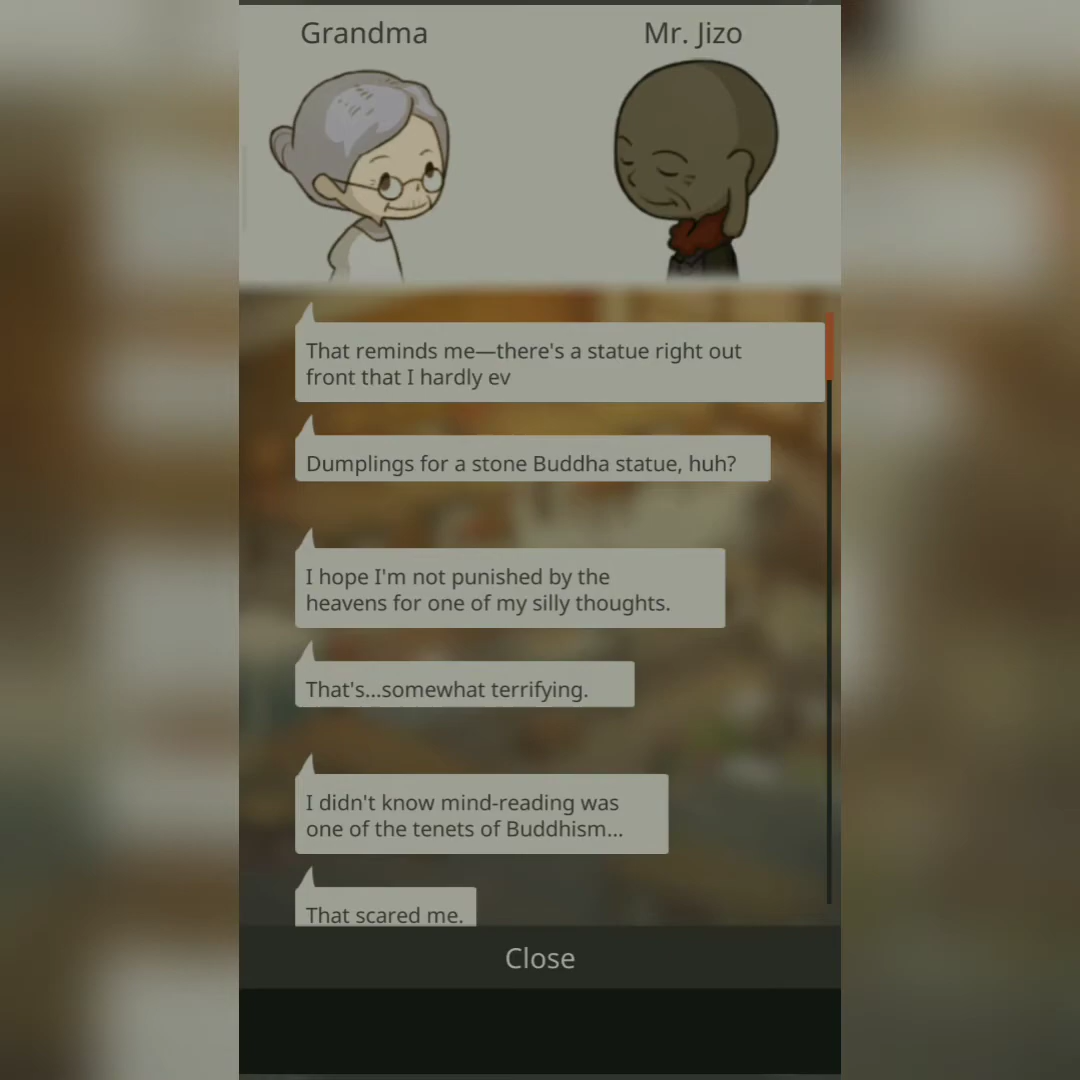 Grandma
Mr. Jizo
That reminds me—there's a statue right out
front that I hardly ev
Dumplings for a stone Buddha statue, huh?
I hope I'm not punished by the
heavens for one of my silly thoughts.
That's...somewhat terrifying.
I didn't know mind-reading was
one of the tenets of Buddhism...
That scared me.
Close